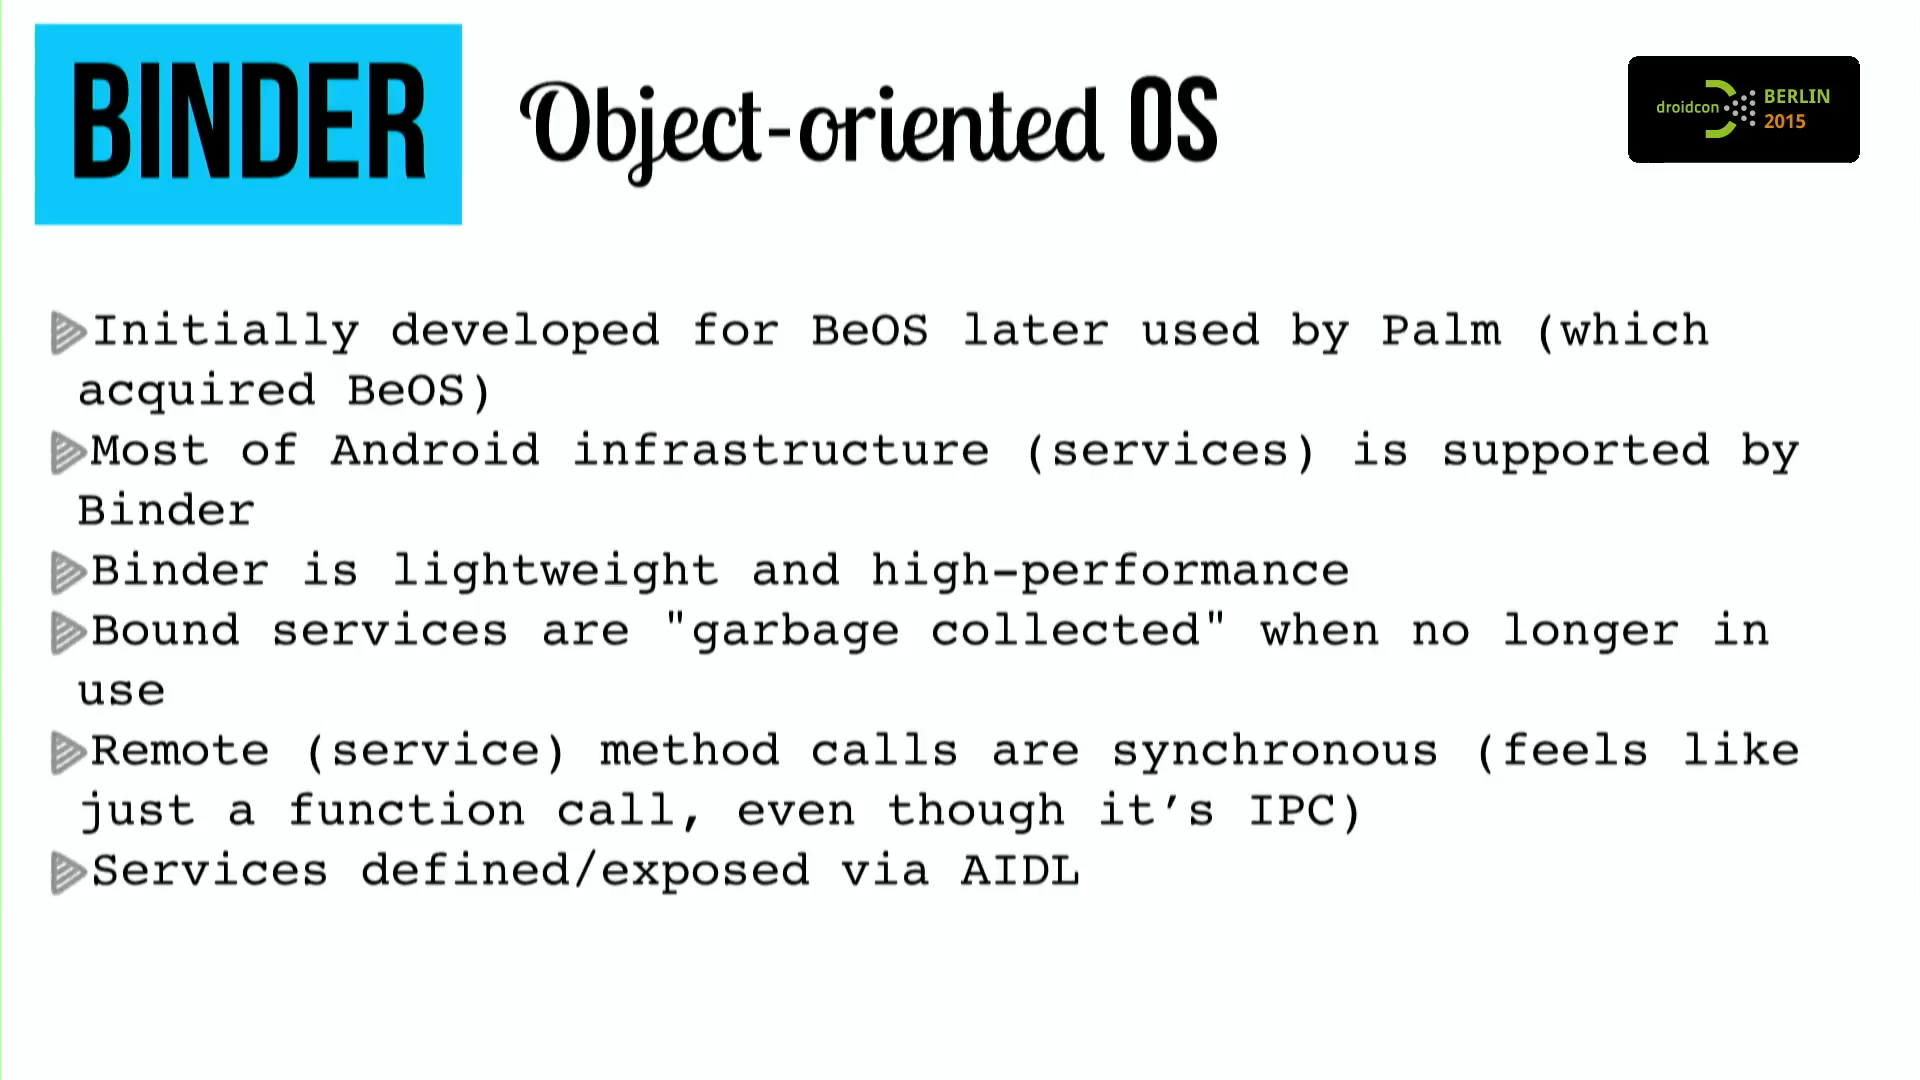 BINDER
Object-oriented OS
droidcon
BERLIN
2015
Initially developed for BeOS later used by Palm (which
acquired BeOS)
Most of Android infrastructure (services) is supported by
Binder
Binder is lightweight and high-performance
Bound services are "garbage collected" when no longer in
use
Remote (service) method calls are synchronous (feels like
just a function call, even though it’s IPC)
Services defined/exposed via AIDL